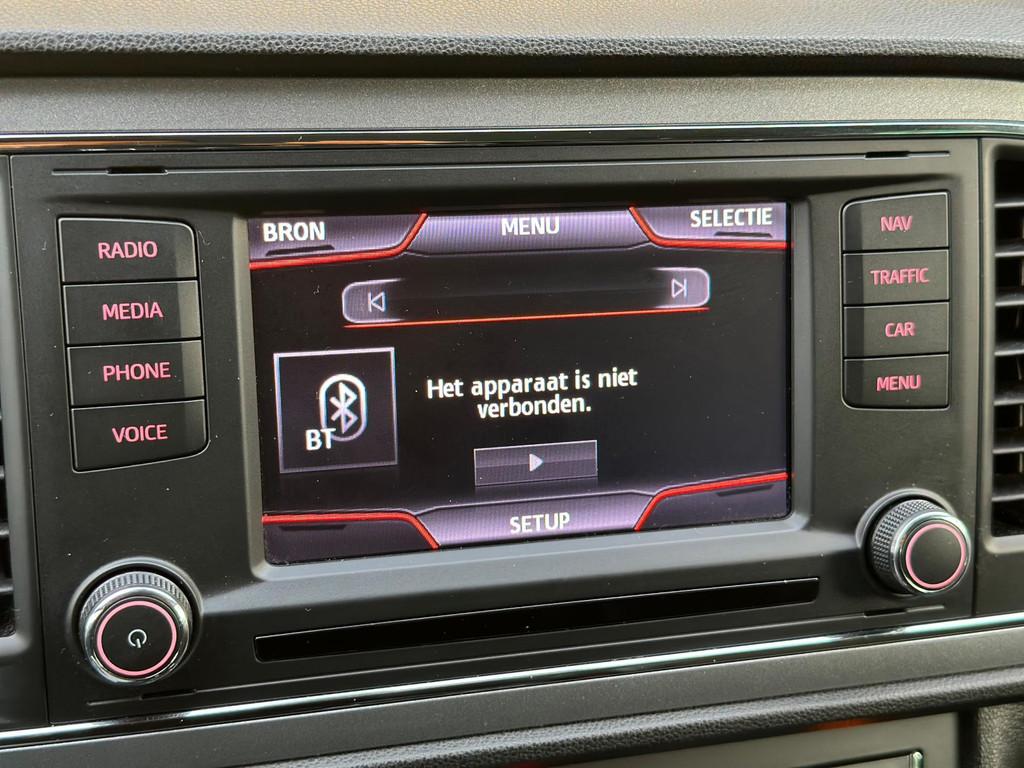 RADIO
MEDIA
PHONE
VOICE
BRON
MENU
SELECTIE
BT
Het apparaat is niet
verbonden.
SETUP
NAV
TRAFFIC
CAR
MENU